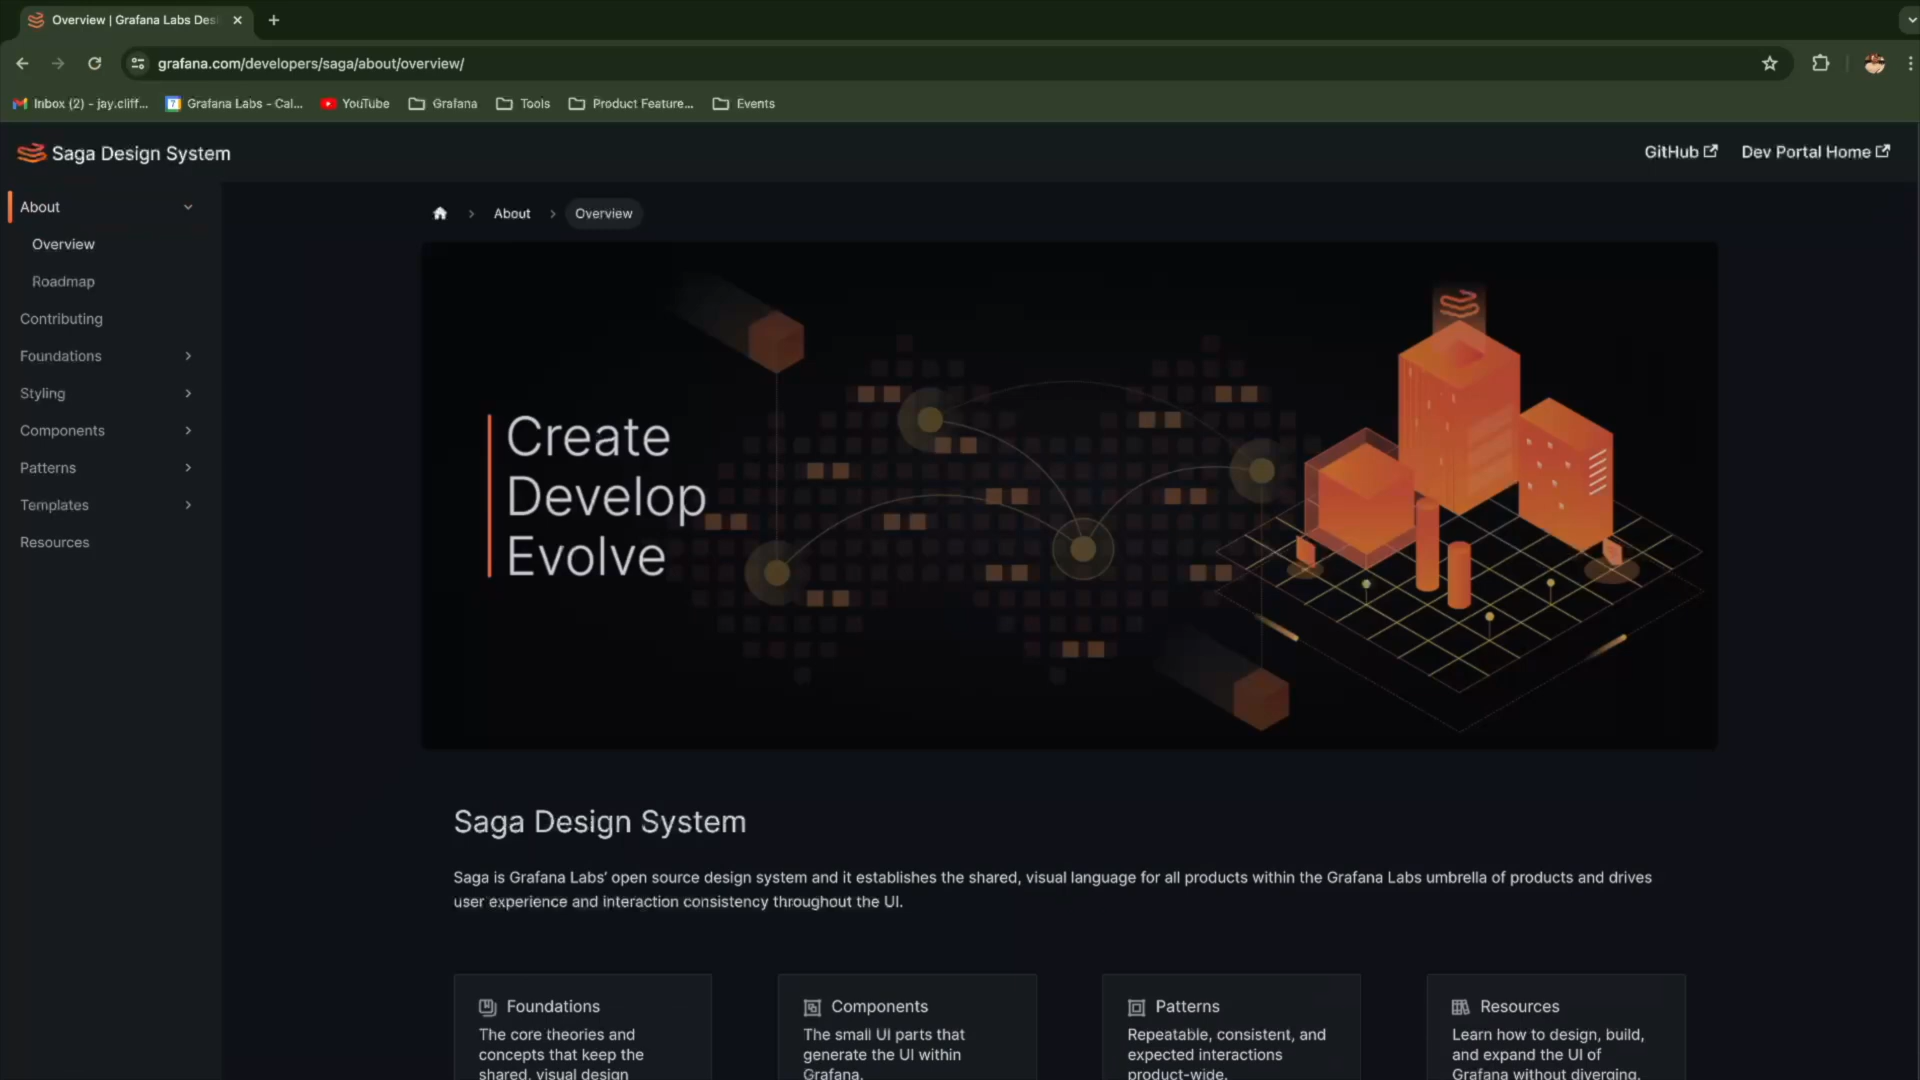 Overview | Grafana Labs Des
grafana.com/developers/saga/about/overview/
Inbox (2) - jay.cliff...
Grafana Labs - Cal...
YouTube
Grafana
Tools
Product Feature...
Events
Saga Design System
GitHub
Dev Portal Home
About
Overview
Roadmap
Contributing
Foundations
Styling
Components
Patterns
Templates
Resources
About
Overview
Create
Develop
Evolve
Saga Design System
Saga is Grafana Labs' open source design system and it establishes the shared, visual language for all products within the Grafana Labs umbrella of products and drives
user experience and interaction consistency throughout the UI.
Foundations
The core theories and
concepts that keep the
shared, visual design
Components
The small UI parts that
generate the UI within
Grafana.
Patterns
Repeatable, consistent, and
expected interactions
product-wide.
Resources
Learn how to design, build,
and expand the UI of
Grafana without diverging.